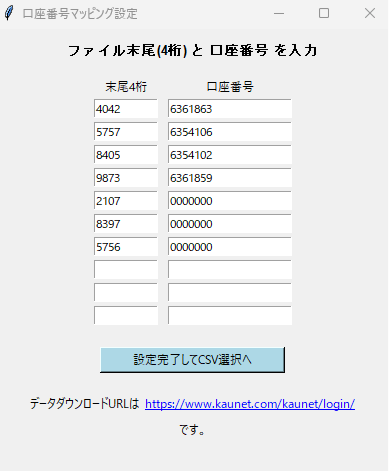 口座番号マッピング設定
ファイル末尾(4桁) と 口座番号 を入力
末尾4桁 口座番号
4042 6361863
5757 6354106
8405 6354102
9873 6361859
2107 0000000
8397 0000000
5756 0000000
設定完了してCSV選択へ
データダウンロードURLは https://www.kaunet.com/kaunet/login/
です。